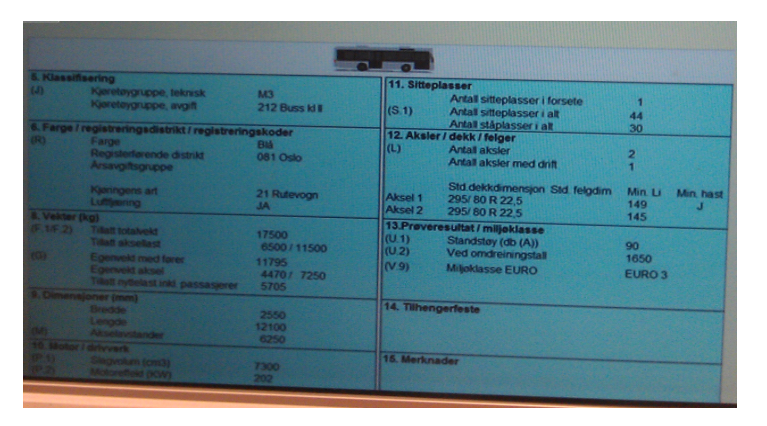 5. Klassifisering
(J) Kjøretøygruppe, teknisk M3
Kjøretøygruppe, avgift 212 Buss kl II
6. Farge / registreringsdistrikt / registreringskoder
(R) Farge Blå
Registerførende distrikt 081 Oslo
Årsavgiftsgruppe
Kjøringens art 21 Rutevogn
Luftfjæring JA
8. Vekter (kg)
(F.1/F.2) Tillatt totalvekt 17500
Tillatt aksellast 6500 / 11500
(G) Egenvekt med fører 11795
Egenvekt aksel 4470 / 7250
Tillatt nyttelast inkl. passasjerer 5705
9. Dimensjoner (mm)
Bredde 2550
Lengde 12100
(M) Akselavstander 6250
10. Motor / drivverk
(P.1) Slagvolum (cm3) 7300
(P.2) Motoreffekt (KW) 202
11. Sitteplasser
Antall sitteplasser i forsete 1
(S.1) Antall sitteplasser i alt 44
Antall ståplasser i alt 30
12. Aksler / dekk / felger
(L) Antall aksler 2
Antall aksler med drift 1
Std.dekkdimensjon Std. felgdim Min. Li Min. hast
Aksel 1 295/ 80 R 22,5 149 J
Aksel 2 295/ 80 R 22,5 145
13.Prøveresultat / miljøklasse
(U.1) Standstøy (db (A)) 90
(U.2) Ved omdreiningstall 1650
(V.9) Miljøklasse EURO EURO 3
14. Tilhengerfeste
15. Merknader